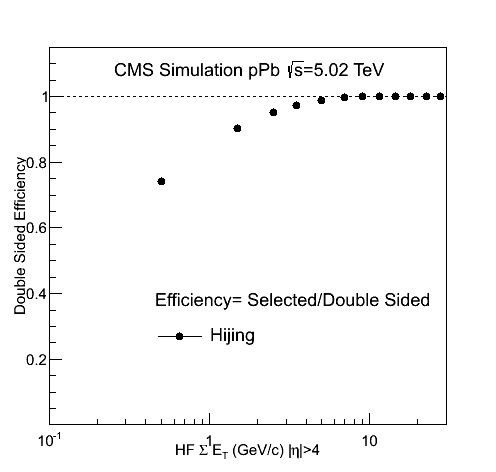 CMS Simulation pPb √s=5.02 TeV
1
0.8
0.6
0.4
0.2
Double Sided Efficiency
Efficiency= Selected/Double Sided
Hijing
10⁻¹ 1 10
HF Σ E_T (GeV/c) |η|>4